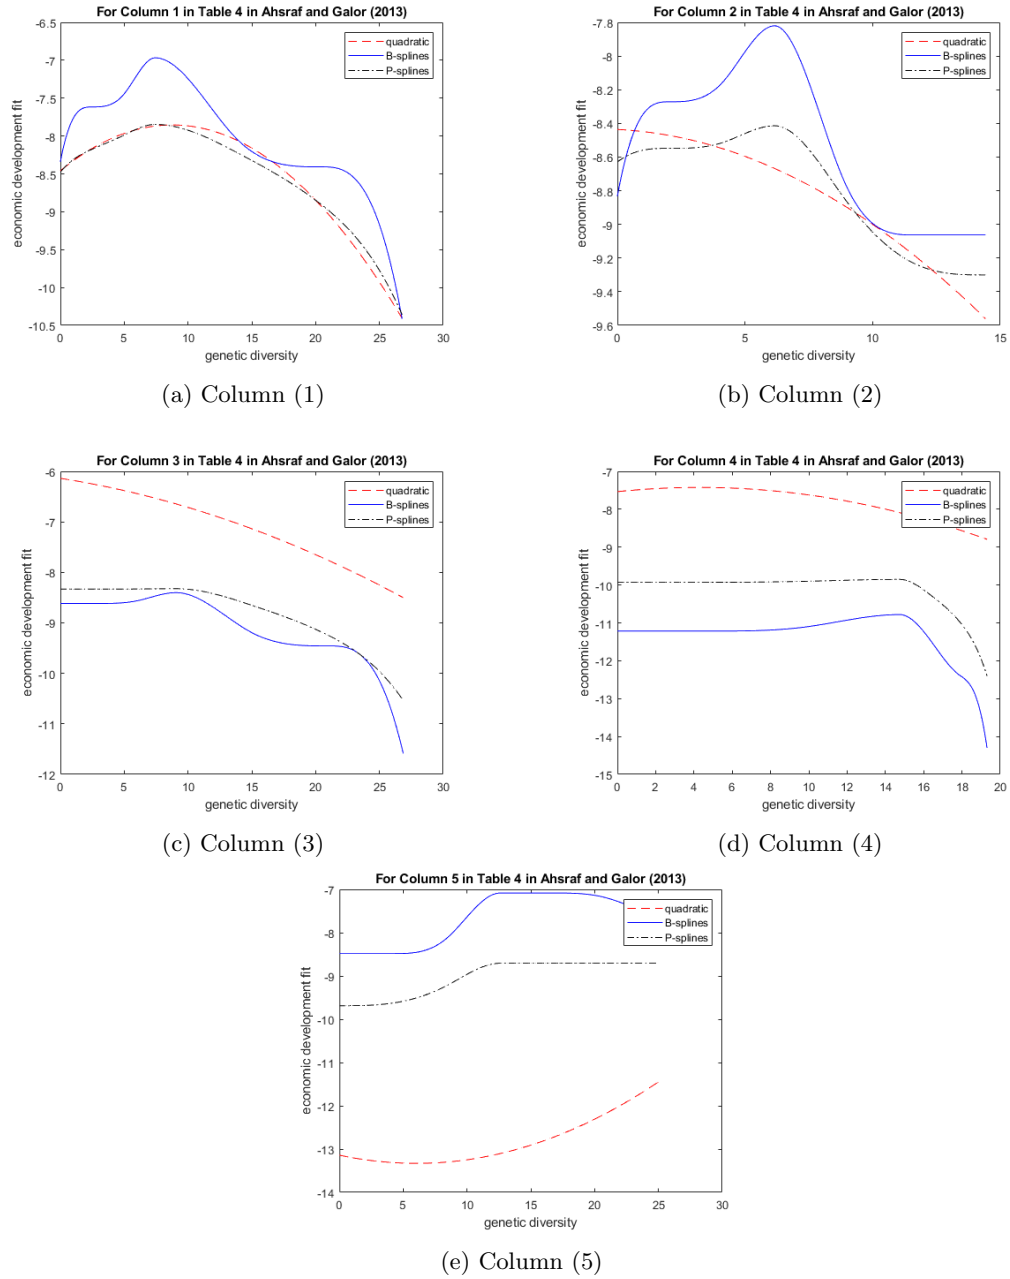 For Column 1 in Table 4 in Ahsraf and Galor (2013)
-6.5
-7
-7.5
-8
-8.5
-9
-9.5
-10
-10.5
economic development fit
quadratic
B-splines
P-splines
0 5 10 15 20 25 30
genetic diversity
(a) Column (1)
For Column 2 in Table 4 in Ahsraf and Galor (2013)
-7.8
-8
-8.2
-8.4
-8.6
-8.8
-9
-9.2
-9.4
-9.6
economic development fit
quadratic
B-splines
P-splines
0 5 10 15
genetic diversity
(b) Column (2)
For Column 3 in Table 4 in Ahsraf and Galor (2013)
-6
-7
-8
-9
-10
-11
-12
economic development fit
quadratic
B-splines
P-splines
0 5 10 15 20 25 30
genetic diversity
(c) Column (3)
For Column 4 in Table 4 in Ahsraf and Galor (2013)
-7
-8
-9
-10
-11
-12
-13
-14
-15
economic development fit
quadratic
B-splines
P-splines
0 2 4 6 8 10 12 14 16 18 20
genetic diversity
(d) Column (4)
For Column 5 in Table 4 in Ahsraf and Galor (2013)
-7
-8
-9
-10
-11
-12
-13
-14
economic development fit
quadratic
B-splines
P-splines
0 5 10 15 20 25 30
genetic diversity
(e) Column (5)